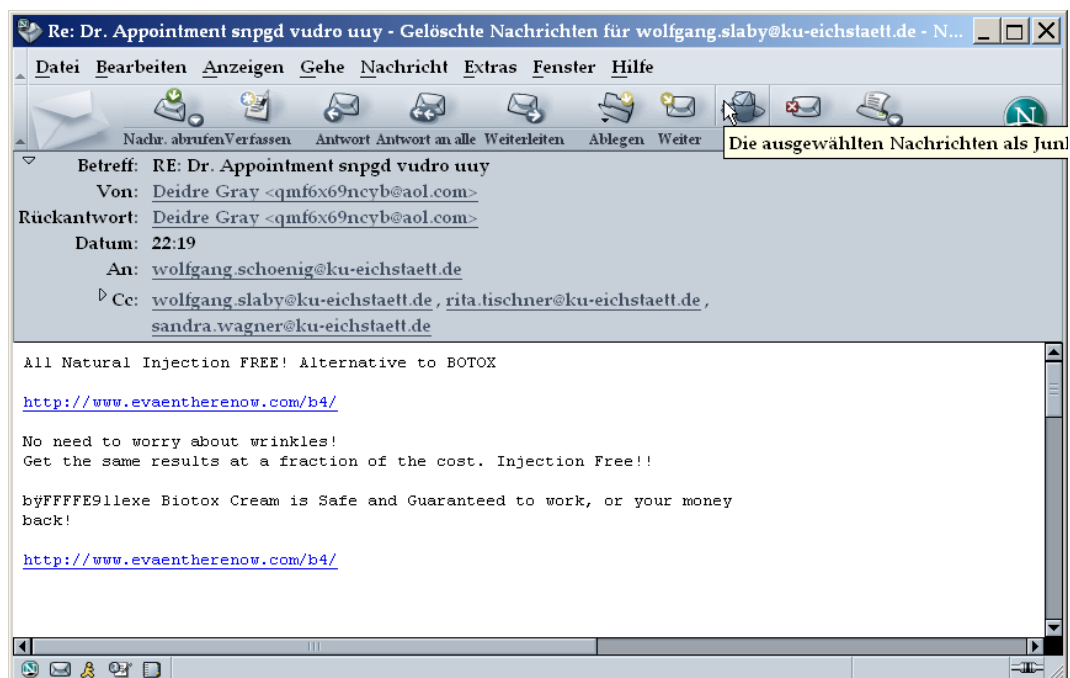 Re: Dr. Appointment snpgd vudro uuy - Gelöschte Nachrichten für wolfgang.slaby@ku-eichstaett.de - N...
Datei Bearbeiten Anzeigen Gehe Nachricht Extras Fenster Hilfe
Nachr. abrufen Verfassen Antwort Antwort an alle Weiterleiten Ablegen Weiter
N
Die ausgewählten Nachrichten als Junk
Betreff: RE: Dr. Appointment snpgd vudro uuy
Von: Deidre Gray <qmf6x69ncyb@aol.com>
Rückantwort: Deidre Gray <qmf6x69ncyb@aol.com>
Datum: 22:19
An: wolfgang.schoenig@ku-eichstaett.de
Cc: wolfgang.slaby@ku-eichstaett.de , rita.tischner@ku-eichstaett.de ,
sandra.wagner@ku-eichstaett.de
All Natural Injection FREE! Alternative to BOTOX
http://www.evaentherenow.com/b4/
No need to worry about wrinkles!
Get the same results at a fraction of the cost. Injection Free!!
bÿFFFFE9llexe Biotox Cream is Safe and Guaranteed to work, or your money
back!
http://www.evaentherenow.com/b4/